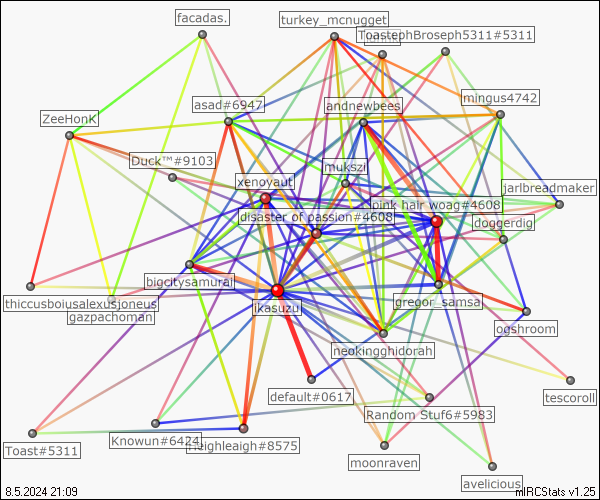 facadas.
turkey_mcnugget
ToastephBroseph5311#5311
mingus4742
asad#6947
andnewbees
ZeeHonK
Duck™#9103
mukszi
xenoyaut
jarlbreadmaker
pink hair woag#4608
disaster of passion#4608
doggerdig
bigcitysamurai
thiccusboiusalexusjoneus
gregor_samsa
ikasuzu
gazpachoman
ogshroom
neokingghidorah
default#0617
tescoroll
Random Stuf6#5983
Knowun#6424
Heighleigh#8575
Toast#5311
moonraven
avelicious
8.5.2024 21:09
mIRCStats v1.25